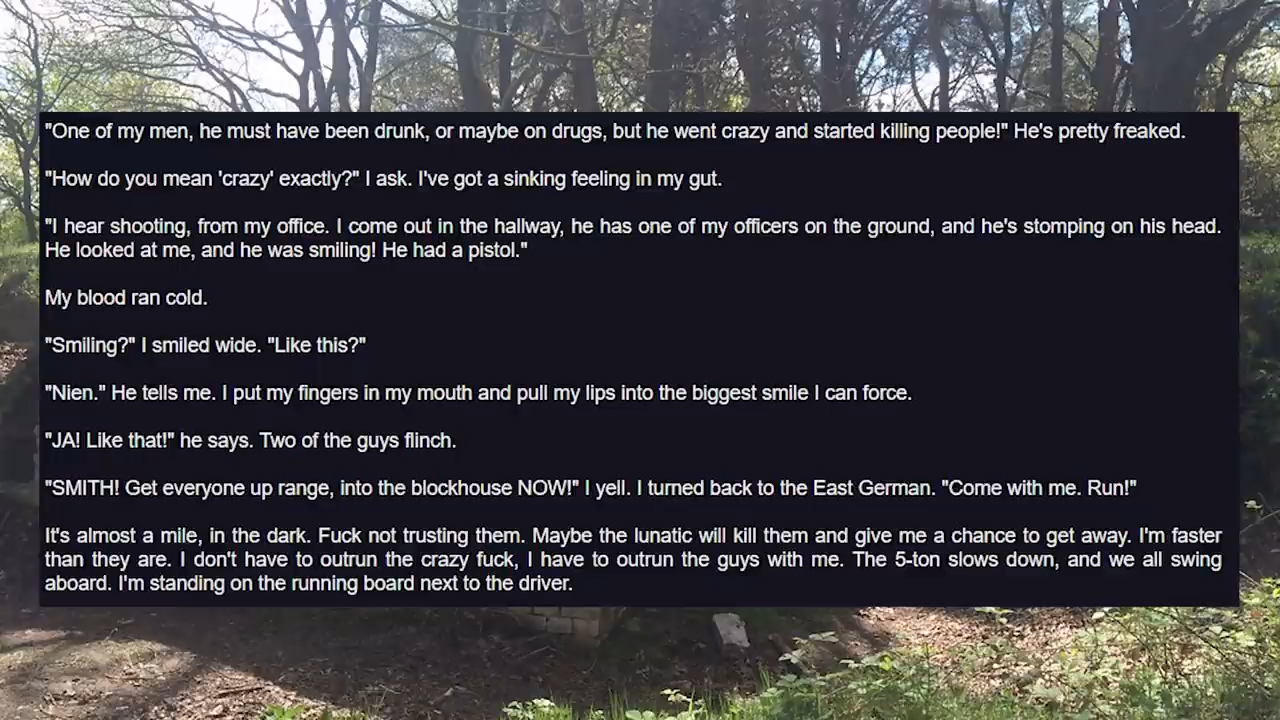 "One of my men, he must have been drunk, or maybe on drugs, but he went crazy and started killing people!" He's pretty freaked.
"How do you mean 'crazy' exactly?" I ask. I've got a sinking feeling in my gut.
"I hear shooting, from my office. I come out in the hallway, he has one of my officers on the ground, and he's stomping on his head.
He looked at me, and he was smiling! He had a pistol."
My blood ran cold.
"Smiling?" I smiled wide. "Like this?"
"Nien." He tells me. I put my fingers in my mouth and pull my lips into the biggest smile I can force.
"JA! Like that!" he says. Two of the guys flinch.
"SMITH! Get everyone up range, into the blockhouse NOW!" I yell. I turned back to the East German. "Come with me. Run!"
It's almost a mile, in the dark. Fuck not trusting them. Maybe the lunatic will kill them and give me a chance to get away. I'm faster
than they are. I don't have to outrun the crazy fuck, I have to outrun the guys with me. The 5-ton slows down, and we all swing
aboard. I'm standing on the running board next to the driver.